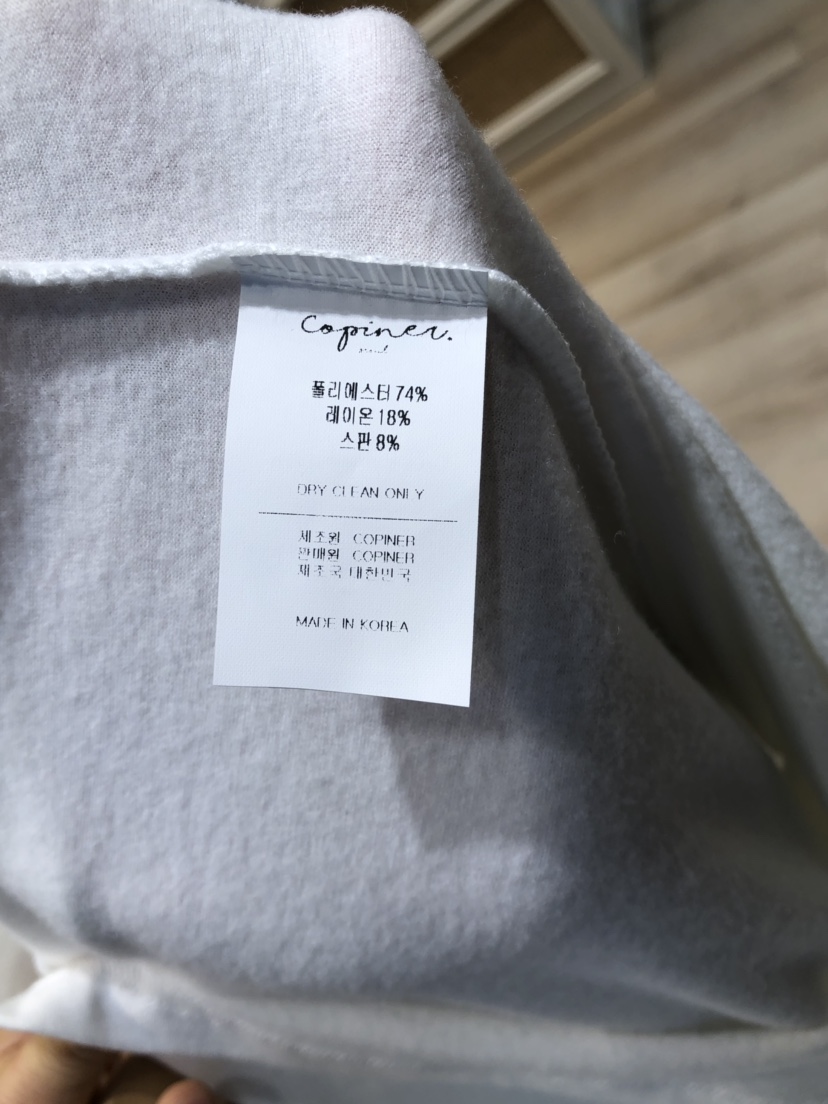 Copiner.
폴리에스터 74%
레이온 18%
스판 8%
DRY CLEAN ONLY
제조원 COPINER
판매원 COPINER
제조국 대한민국
MADE IN KOREA